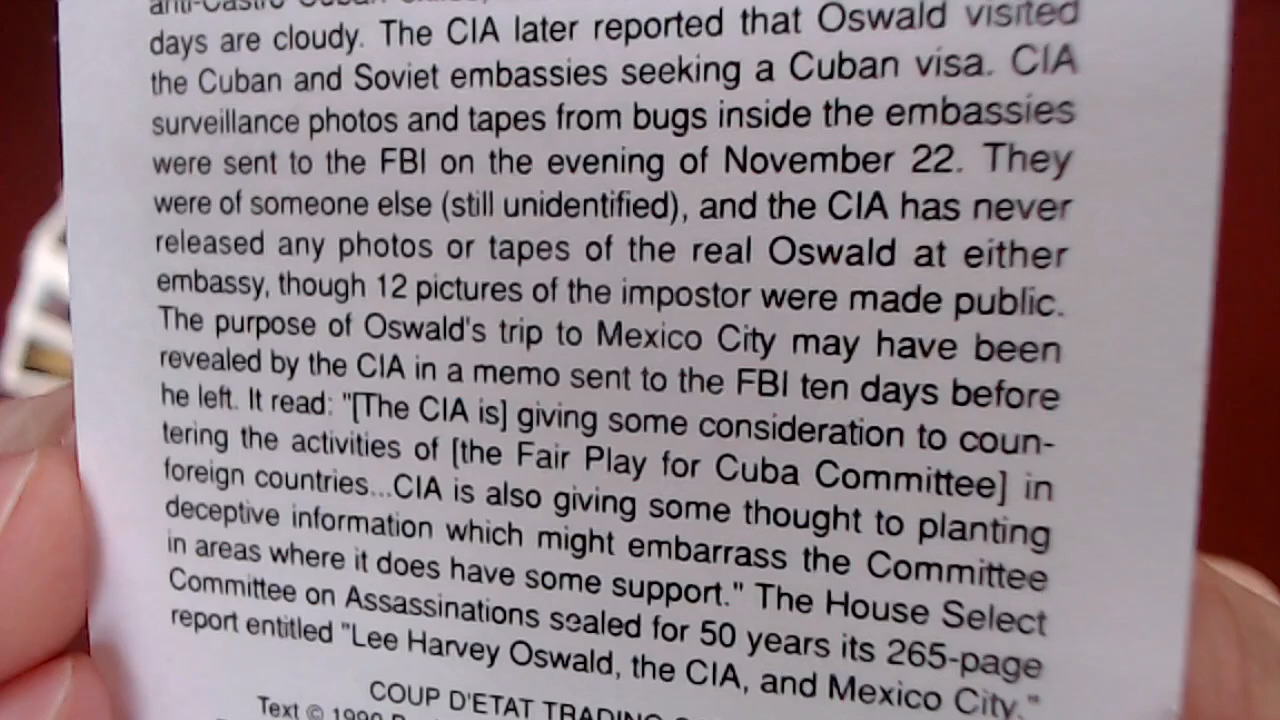 anti-Castro Cuban
days are cloudy. The CIA later reported that Oswald visited
the Cuban and Soviet embassies seeking a Cuban visa. CIA
surveillance photos and tapes from bugs inside the embassies
were sent to the FBI on the evening of November 22. They
were of someone else (still unidentified), and the CIA has never
released any photos or tapes of the real Oswald at either
embassy, though 12 pictures of the impostor were made public.
The purpose of Oswald's trip to Mexico City may have been
revealed by the CIA in a memo sent to the FBI ten days before
he left. It read: "[The CIA is] giving some consideration to coun-
tering the activities of [the Fair Play for Cuba Committee] in
foreign countries...CIA is also giving some thought to planting
deceptive information which might embarrass the Committee
in areas where it does have some support." The House Select
Committee on Assassinations sealed for 50 years its 265-page
report entitled "Lee Harvey Oswald, the CIA, and Mexico City."
COUP D'ETAT TRADING
Text ©